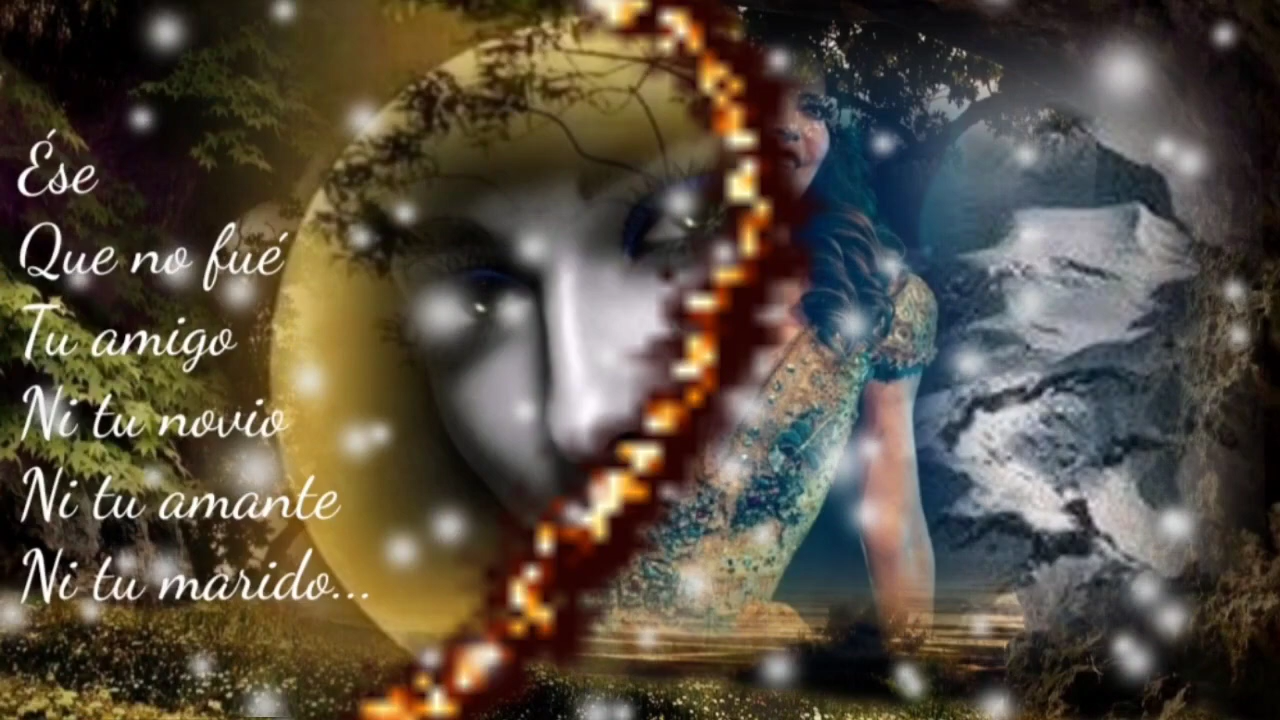 Ése
Que no fué
Tu amigo
Ni tu novio
Ni tu amante
Ni tu marido...